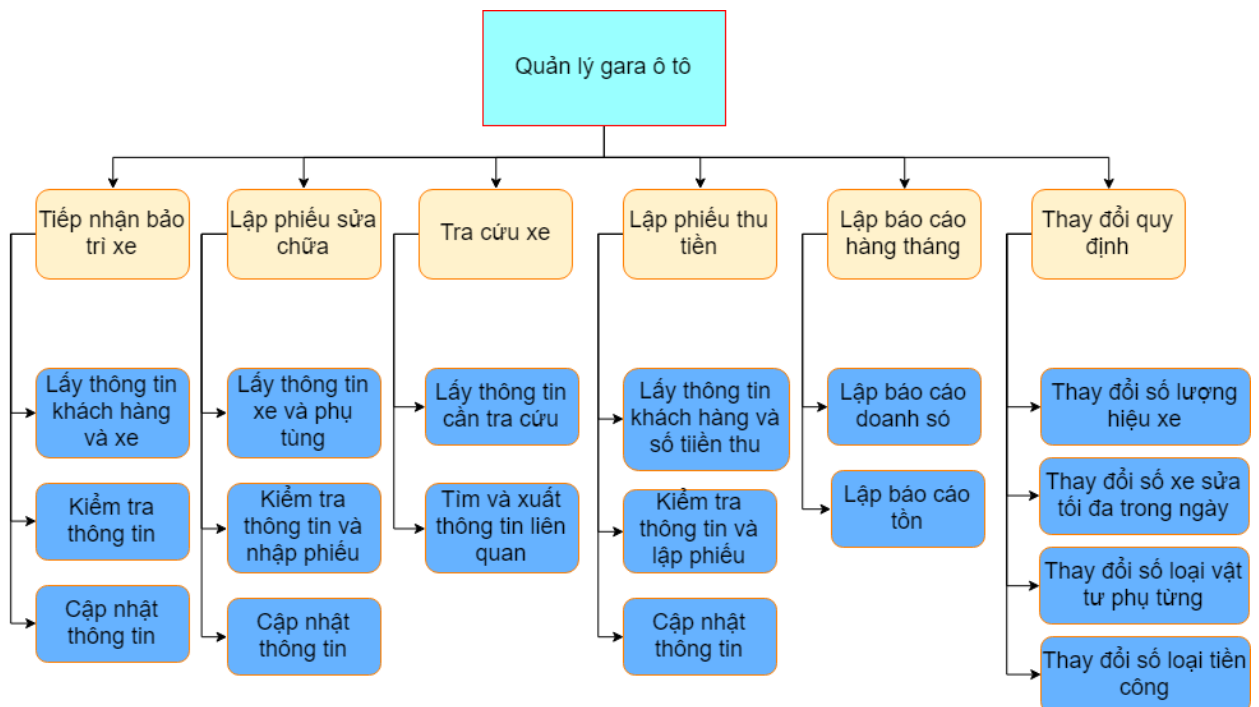 Quản lý gara ô tô
Tiếp nhận bảo
trì xe
Lập phiếu sửa
chữa
Tra cứu xe
Lập phiếu thu
tiền
Lập báo cáo
hàng tháng
Thay đổi quy
định
Lấy thông tin
khách hàng
và xe
Kiểm tra
thông tin
Cập nhật
thông tin
Lấy thông tin
xe và phụ
tùng
Kiểm tra
thông tin và
nhập phiếu
Cập nhật
thông tin
Lấy thông tin
cần tra cứu
Tìm và xuất
thông tin liên
quan
Lấy thông tin
khách hàng và
số tiiền thu
Kiểm tra
thông tin và
lập phiếu
Cập nhật
thông tin
Lập báo cáo
doanh só
Lập báo cáo
tồn
Thay đổi số lượng
hiệu xe
Thay đổi số xe sửa
tối đa trong ngày
Thay đổi số loại vật
tư phụ từng
Thay đổi số loại tiền
công